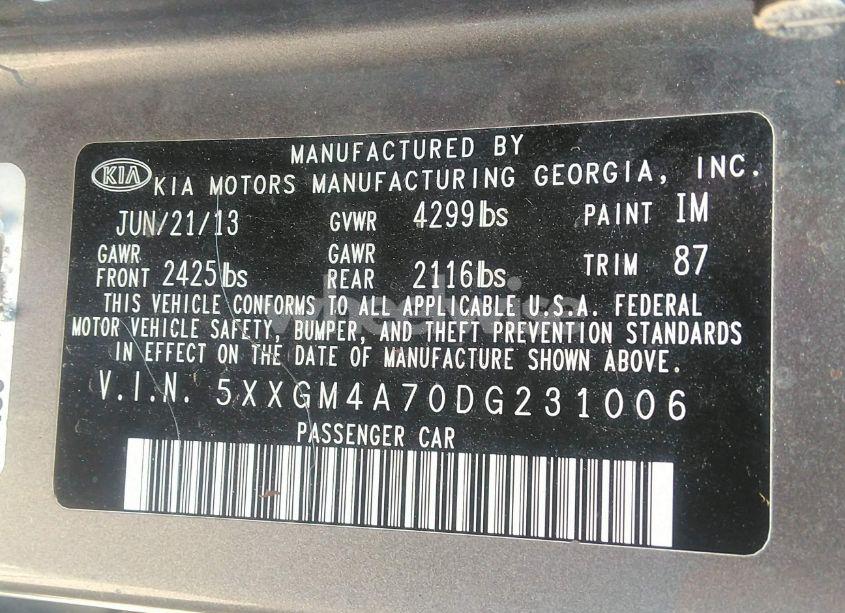 MANUFACTURED BY
KIA KIA MOTORS MANUFACTURING GEORGIA, INC.
JUN/21/13 GVWR 4299lbs PAINT IM
GAWR FRONT 2425lbs GAWR REAR 2116lbs TRIM 87
THIS VEHICLE CONFORMS TO ALL APPLICABLE U.S.A. FEDERAL
MOTOR VEHICLE SAFETY, BUMPER, AND THEFT PREVENTION STANDARDS
IN EFFECT ON THE DATE OF MANUFACTURE SHOWN ABOVE.
V.I.N. 5XXGM4A70DG231006
PASSENGER CAR